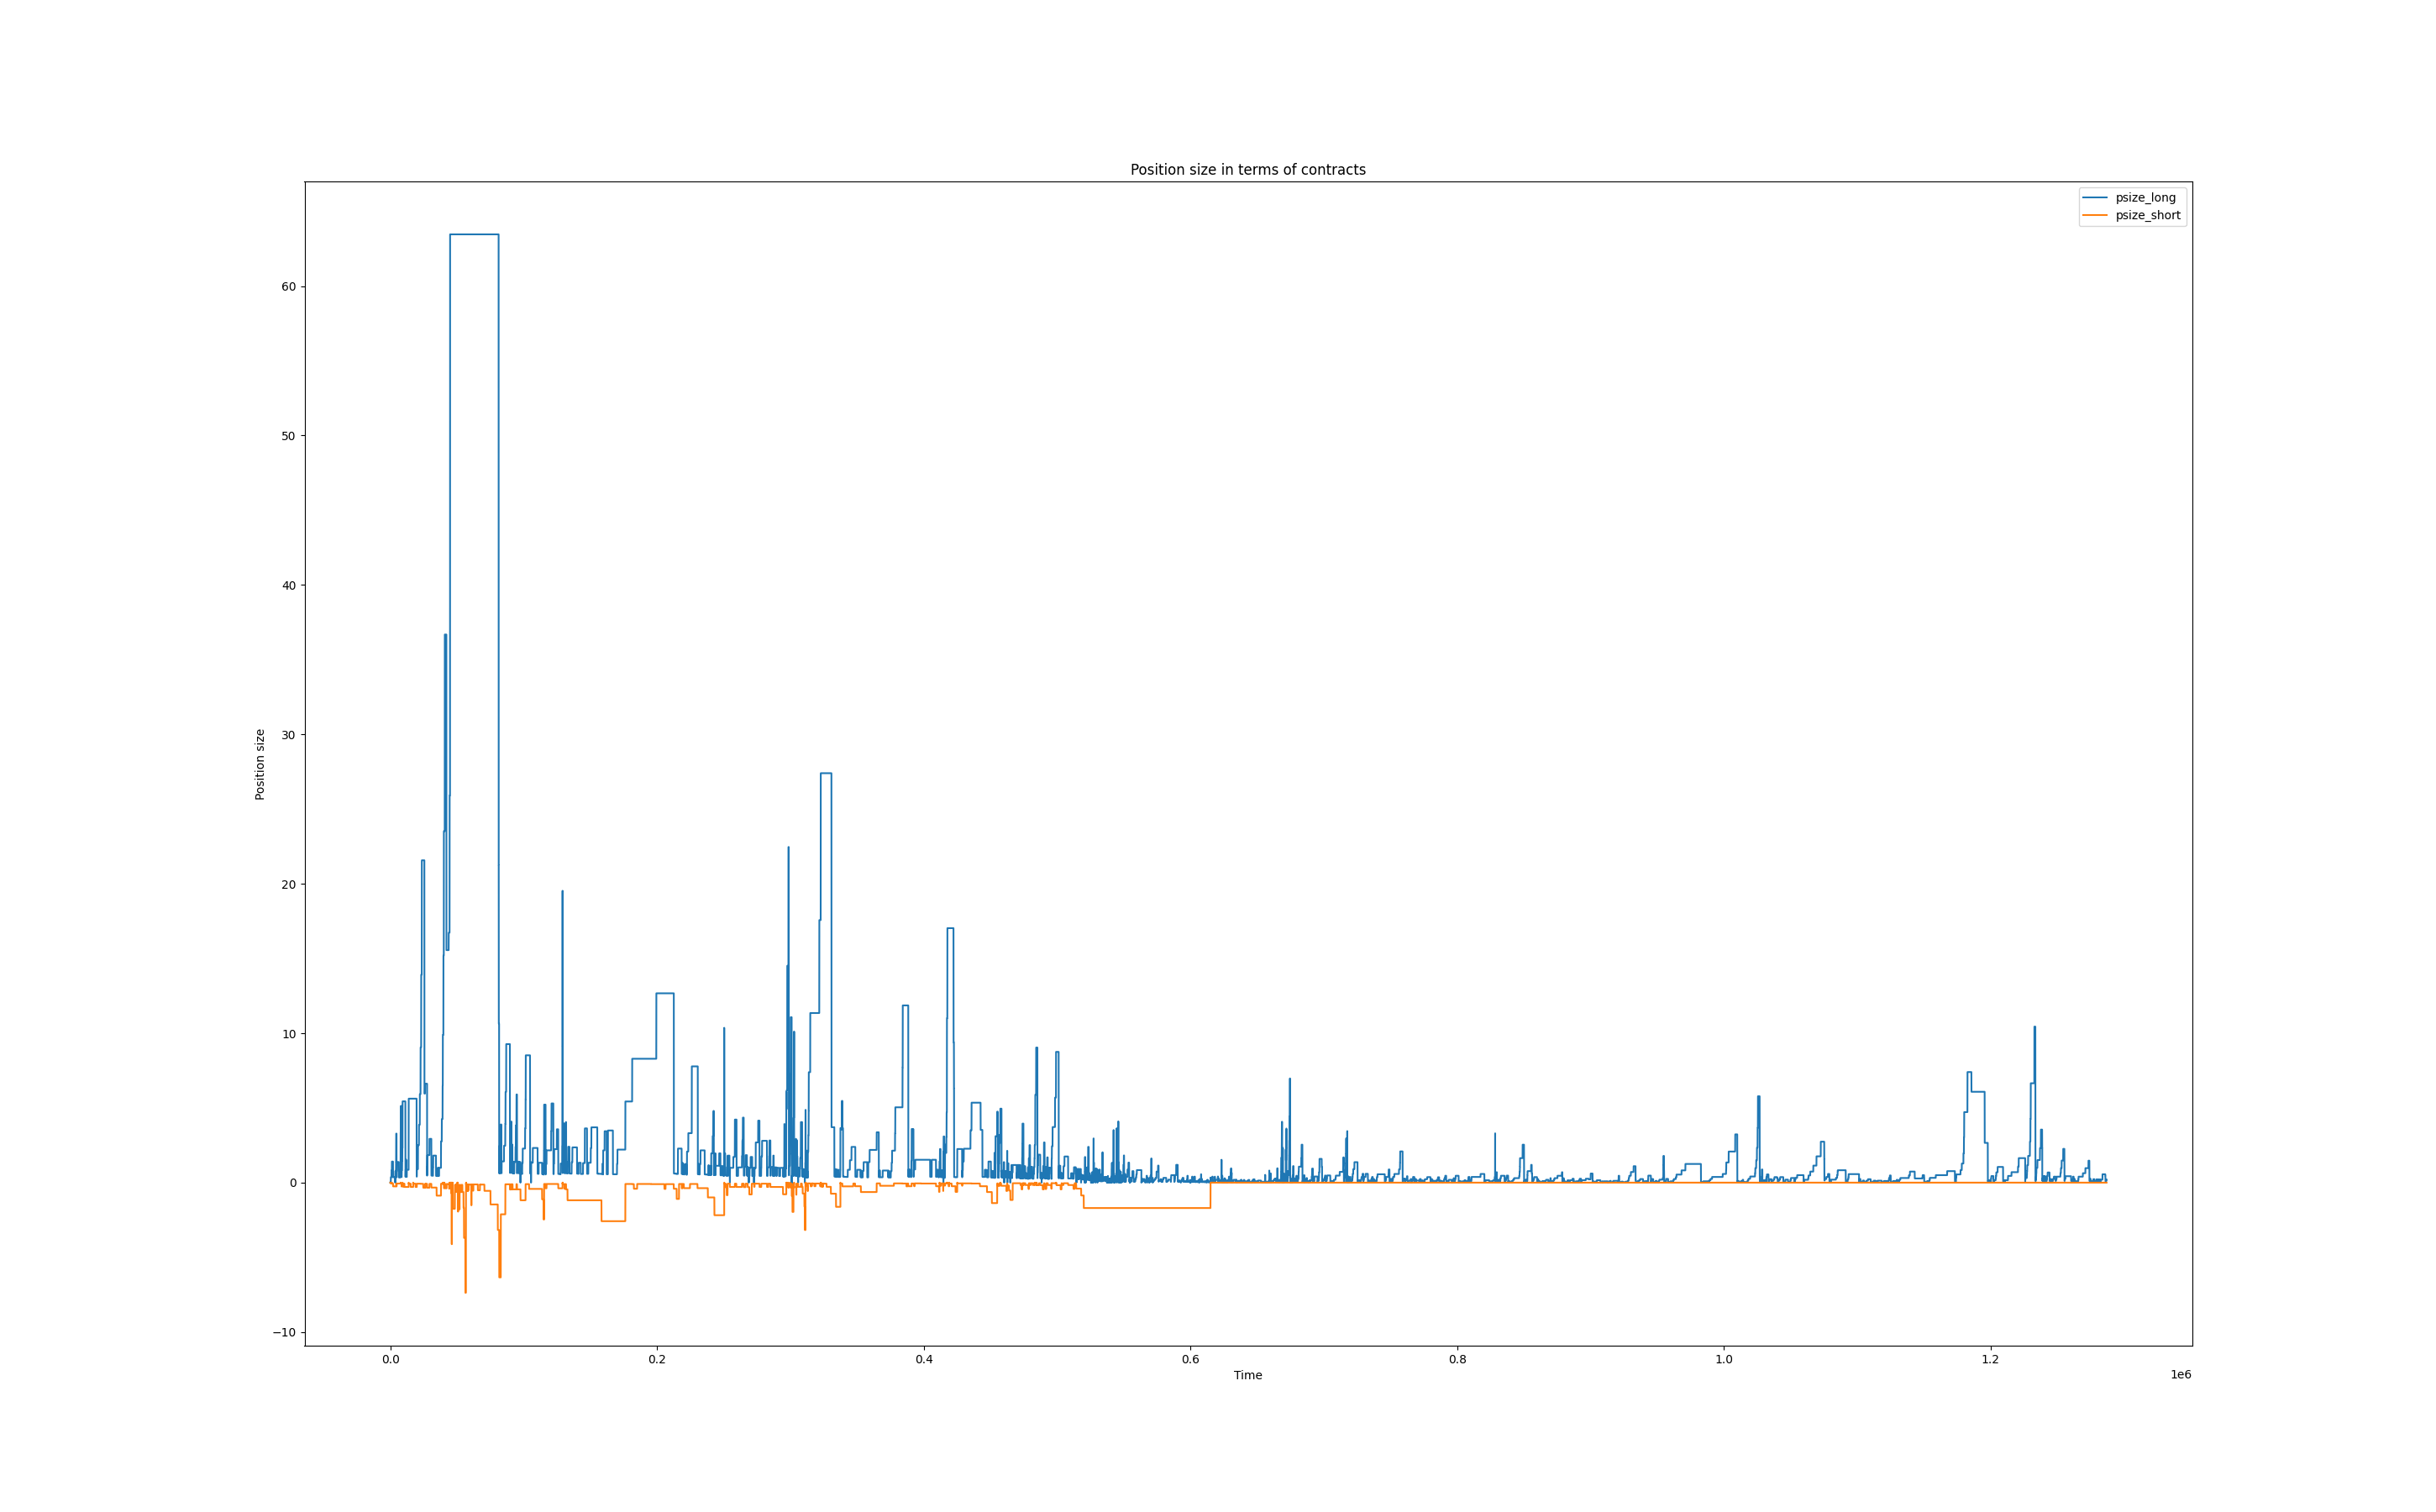 Position size in terms of contracts
psize_long
psize_short
Position size
60
50
40
30
20
10
0
−10
0.0 0.2 0.4 0.6 0.8 1.0 1.2
Time
1e6